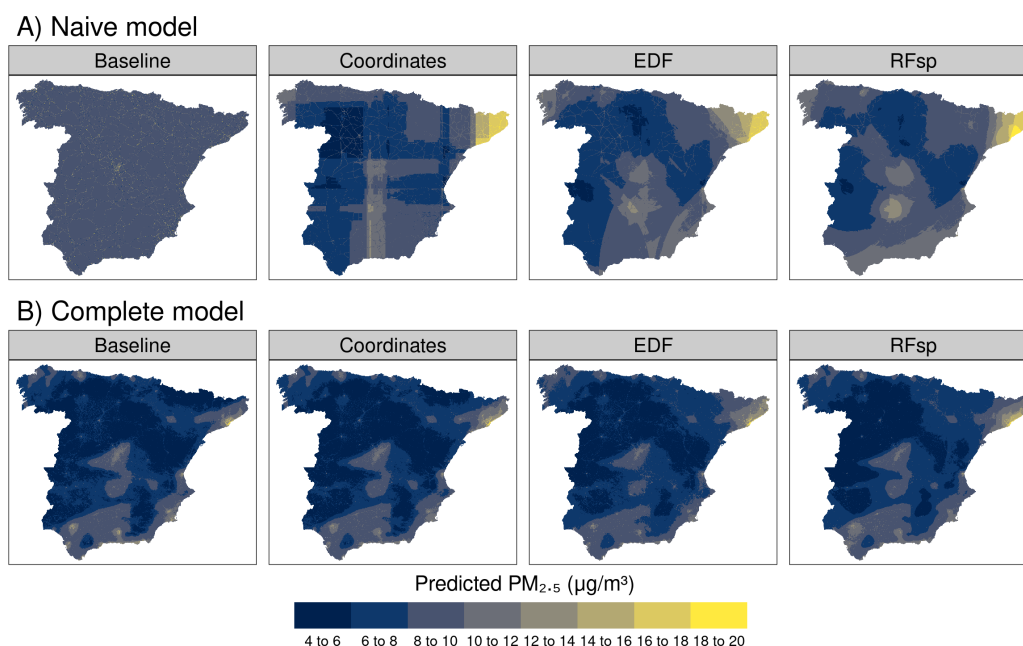 A) Naive model
Baseline Coordinates EDF RFsp
B) Complete model
Baseline Coordinates EDF RFsp
Predicted PM₂.₅ (µg/m³)
4 to 6 6 to 8 8 to 10 10 to 12 12 to 14 14 to 16 16 to 18 18 to 20